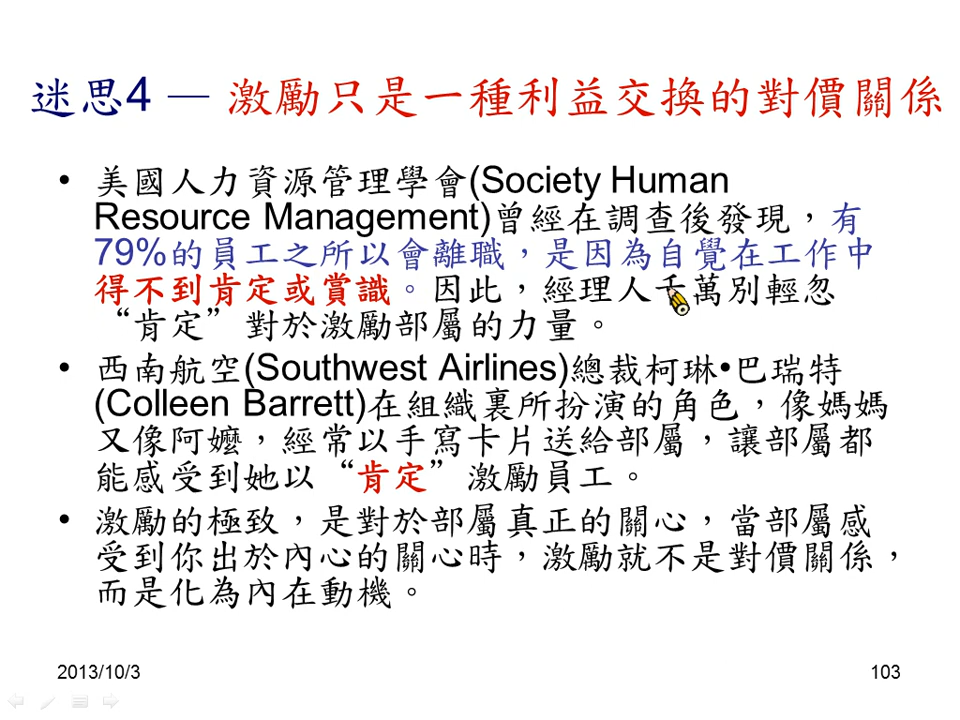 迷思4 — 激勵只是一種利益交換的對價關係
• 美國人力資源管理學會(Society Human
Resource Management)曾經在調查後發現，有
79%的員工之所以會離職，是因為自覺在工作中
得不到肯定或賞識。因此，經理人千萬別輕忽
“肯定”對於激勵部屬的力量。
• 西南航空(Southwest Airlines)總裁柯琳•巴瑞特
(Colleen Barrett)在組織裏所扮演的角色，像媽媽
又像阿嬤，經常以手寫卡片送給部屬，讓部屬都
能感受到她以“肯定”激勵員工。
• 激勵的極致，是對於部屬真正的關心，當部屬感
受到你出於內心的關心時，激勵就不是對價關係，
而是化為內在動機。
2013/10/3
103